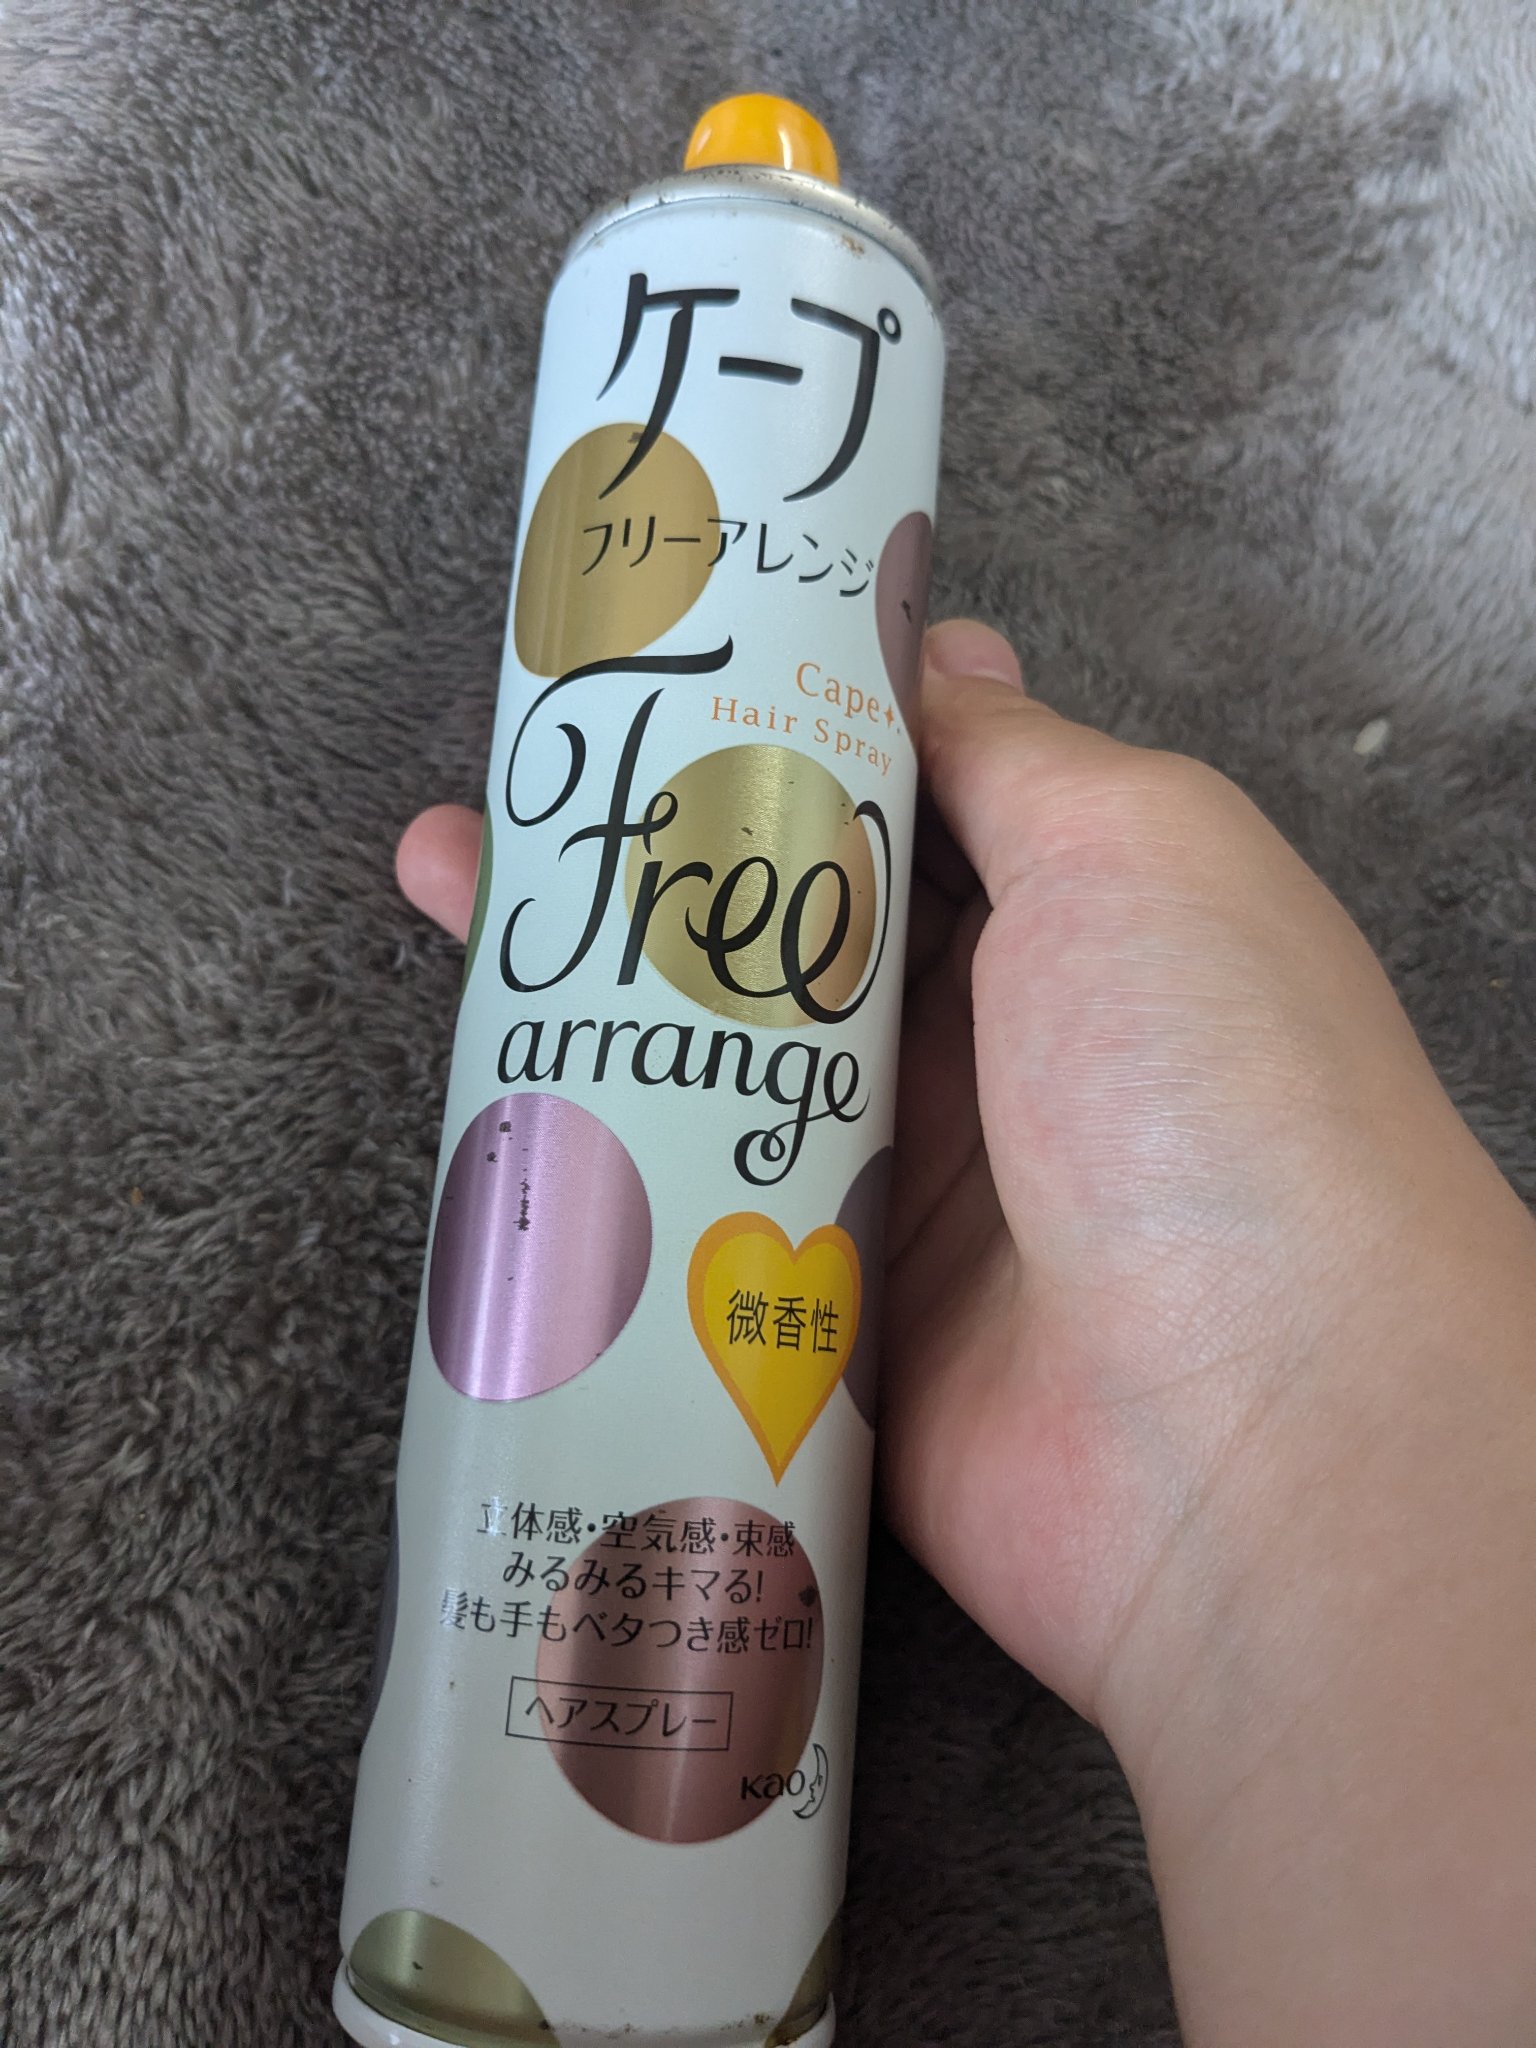 ケープ
フリーアレンジ
Cape
Hair Spray
Free
arrange
微香性
立体感・空気感・束感
みるみるキマる!
髪も手もベタつき感ゼロ!
ヘアスプレー
Kao